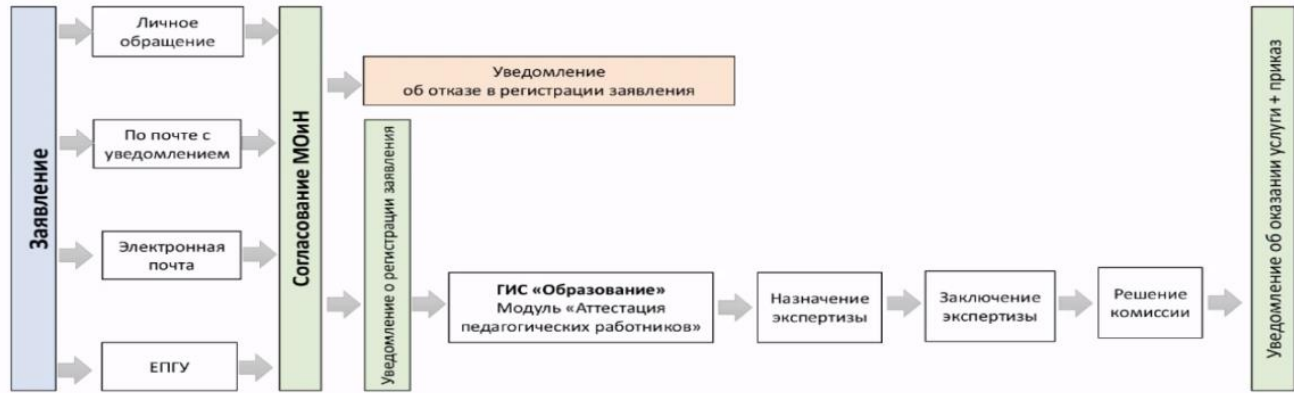 Заявление
Личное
обращение
По почте с
уведомлением
Электронная
почта
ЕПГУ
Согласование МОиН
Уведомление
об отказе в регистрации заявления
Уведомление о регистрации заявления
ГИС «Образование»
Модуль «Аттестация
педагогических работников»
Назначение
экспертизы
Заключение
экспертизы
Решение
комиссии
Уведомление об оказании услуги + приказ